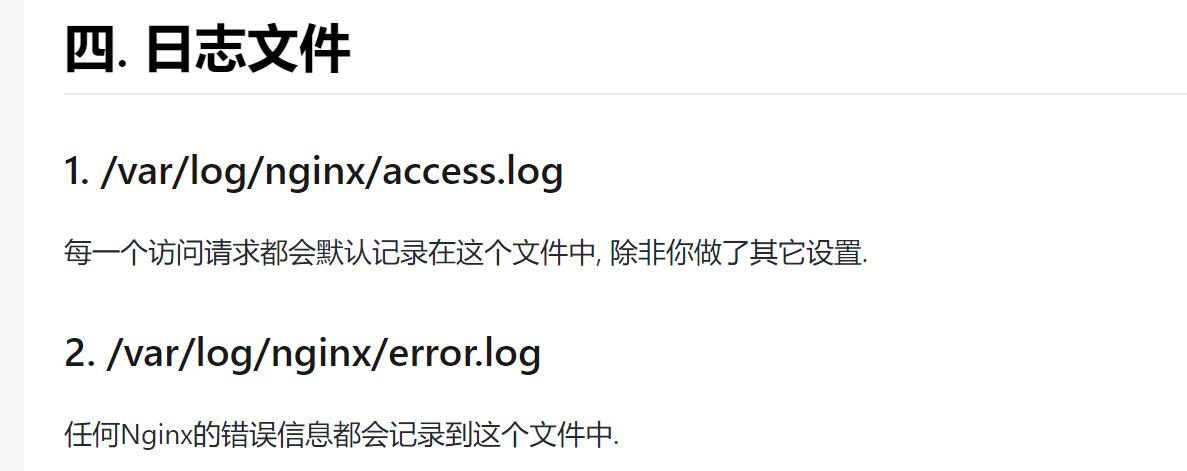 四. 日志文件
1. /var/log/nginx/access.log
每一个访问请求都会默认记录在这个文件中, 除非你做了其它设置.
2. /var/log/nginx/error.log
任何Nginx的错误信息都会记录到这个文件中.